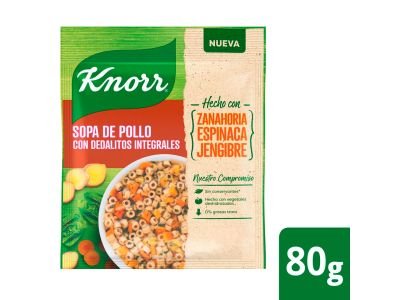 NUEVA
Knorr
SOPA DE POLLO
CON DEDALITOS INTEGRALES
Hecho con
ZANAHORIA
ESPINACA
JENGIBRE
Nuestro Compromiso
Sin conservantes*
Hecho con vegetales
deshidratados
0% grasas trans
80g